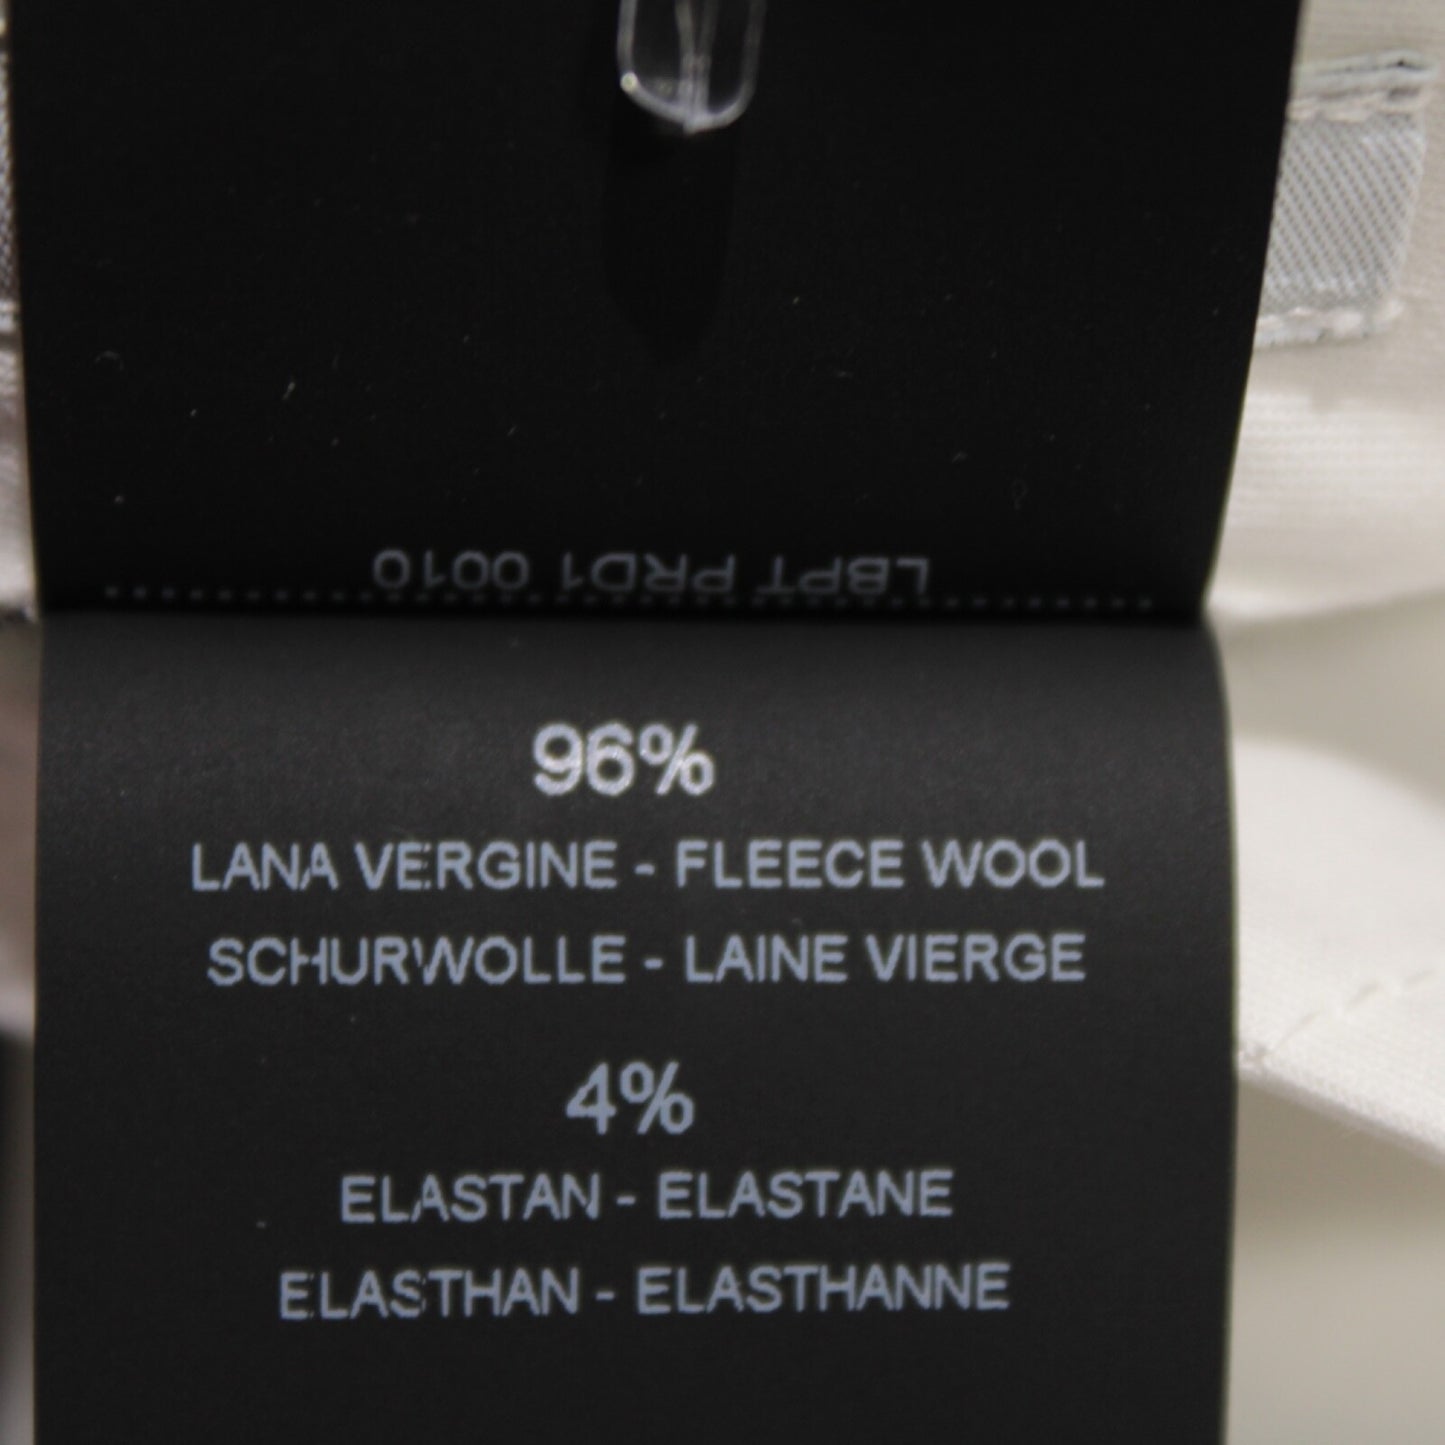 LBPT PRD1 0010
96%
LANA VERGINE - FLEECE WOOL
SCHURWOLLE - LAINE VIERGE
4%
ELASTAN - ELASTANE
ELASTHAN - ELASTHANNE